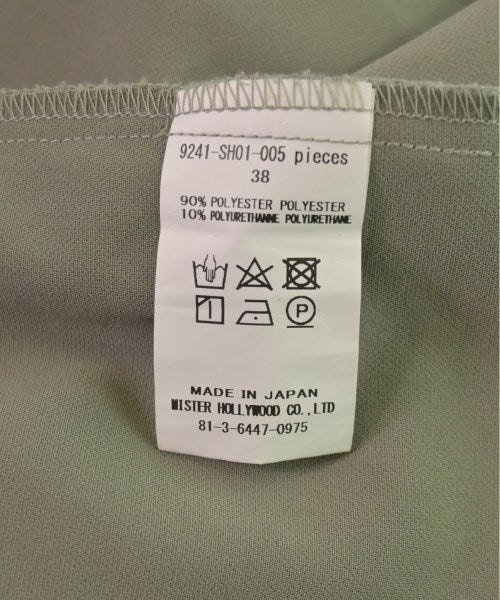 9241-SH01-005 pieces
38
90% POLYESTER POLYESTER
10% POLYURETHANNE POLYURETHANE
P
MADE IN JAPAN
MISTER HOLLYWOOD CO.,LTD
81-3-6447-0975